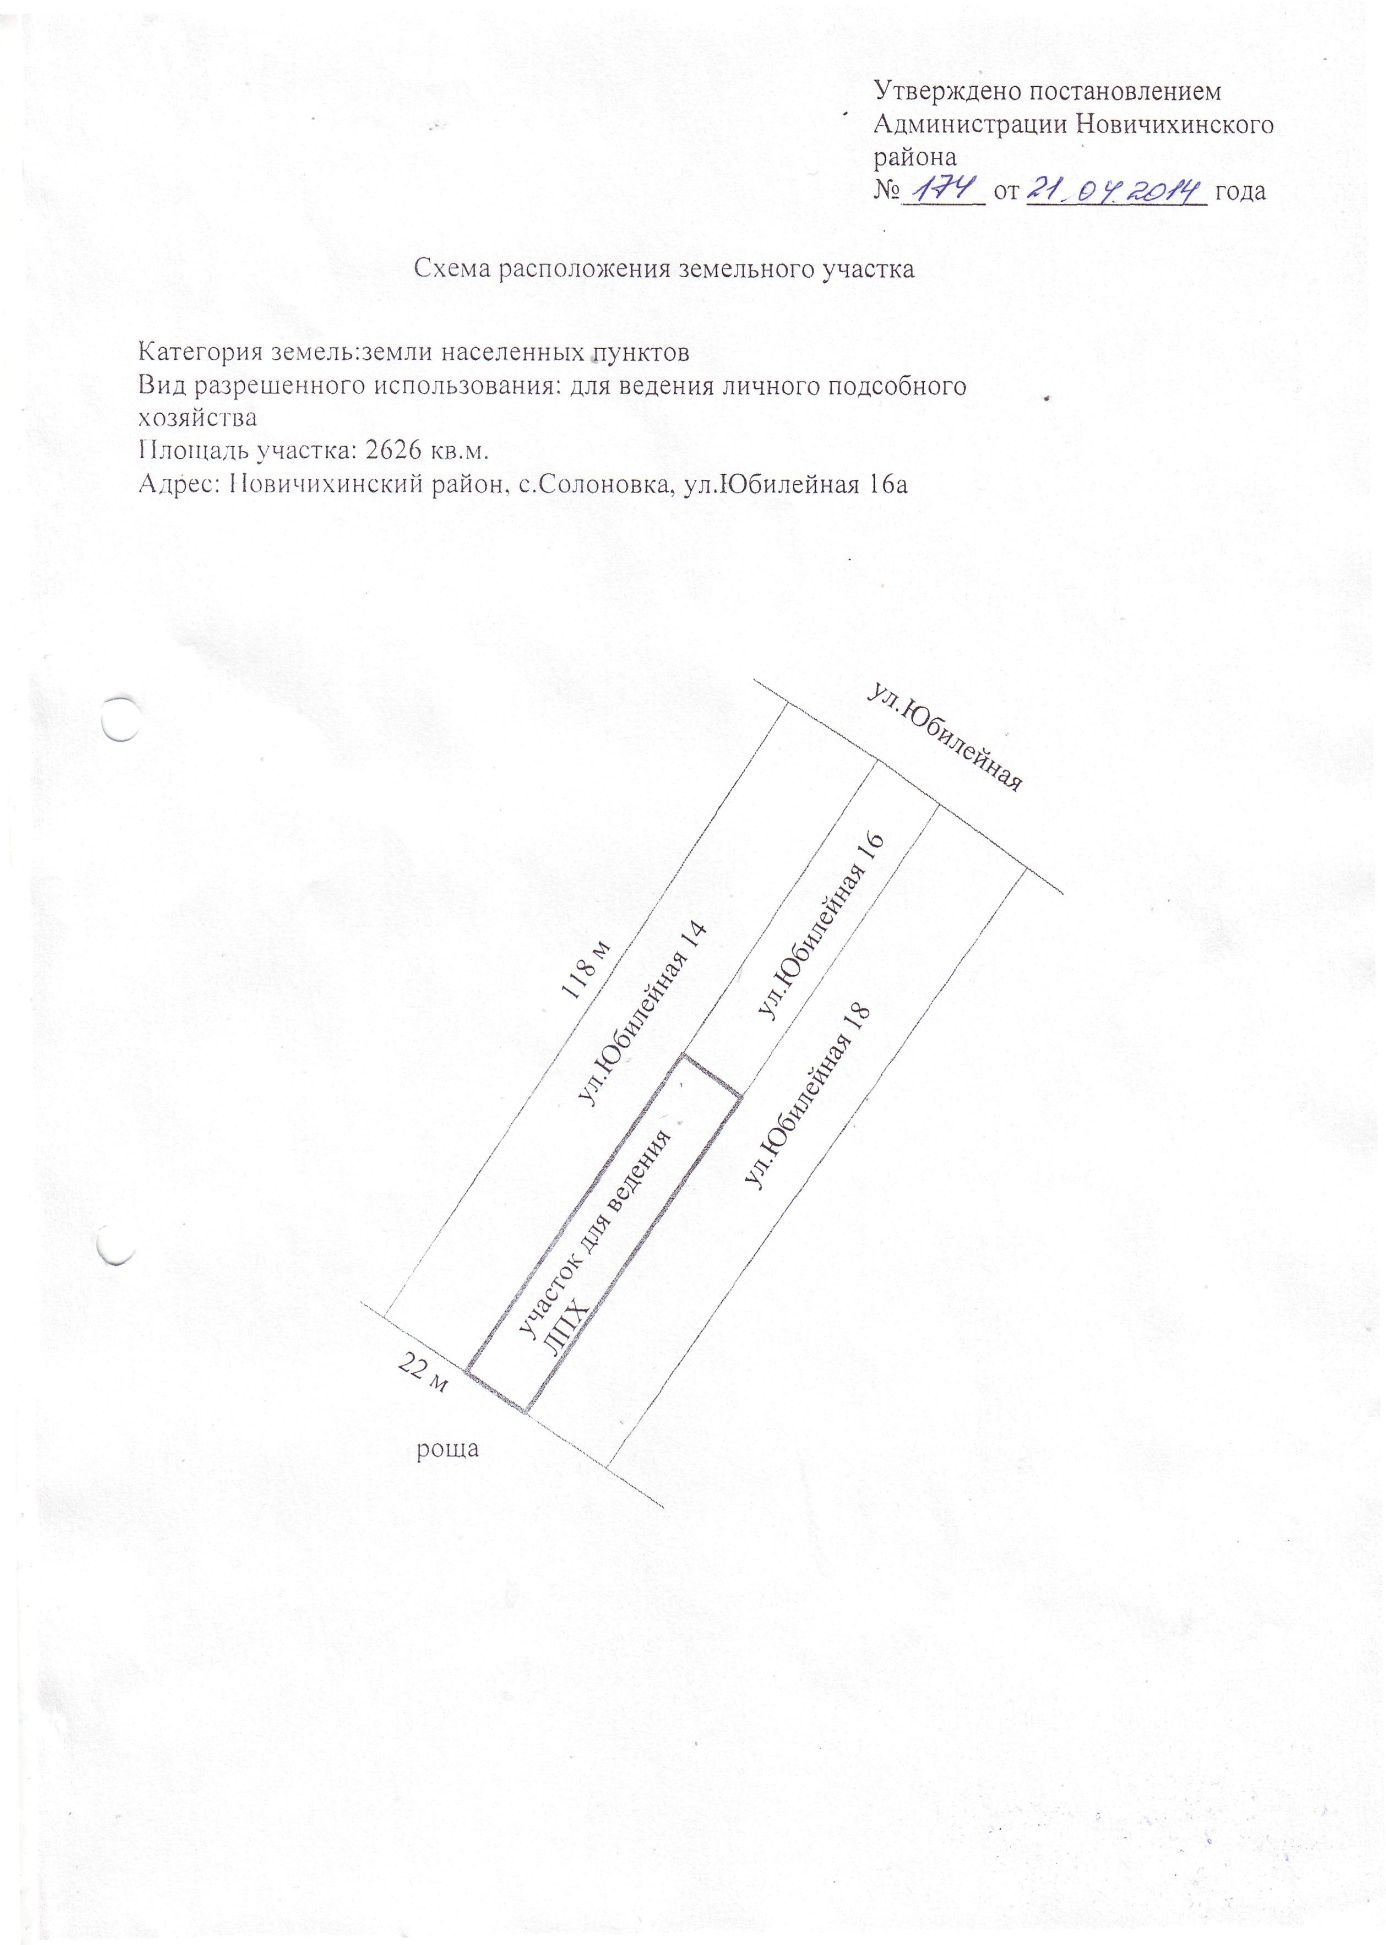 Утверждено постановлением
Администрации Новичихинского
района
№ 174 от 21.04.2014 года
Схема расположения земельного участка
Категория земель:земли населенных пунктов
Вид разрешенного использования: для ведения личного подсобного
хозяйства
Площадь участка: 2626 кв.м.
Адрес: Новичихинский район, с.Солоновка, ул.Юбилейная 16а
ул.Юбилейная
ул.Юбилейная 16
118 м
ул.Юбилейная 14
ул.Юбилейная 18
участок для ведения
ЛПХ
22 м
роща